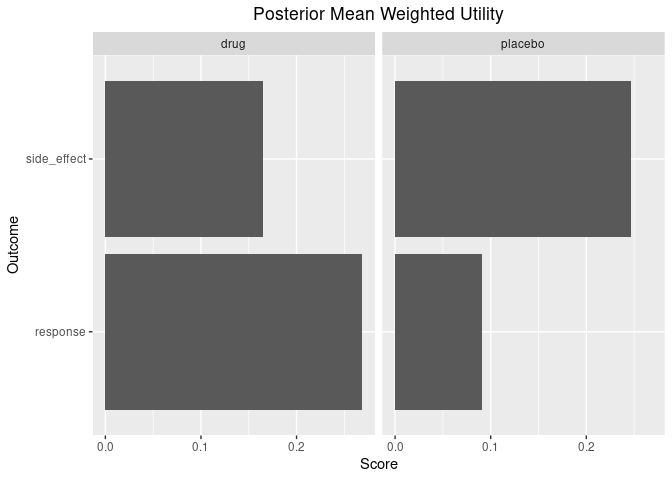 Posterior Mean Weighted Utility
drug placebo
Outcome
side_effect
response
0.0 0.1 0.2 0.0 0.1 0.2
Score